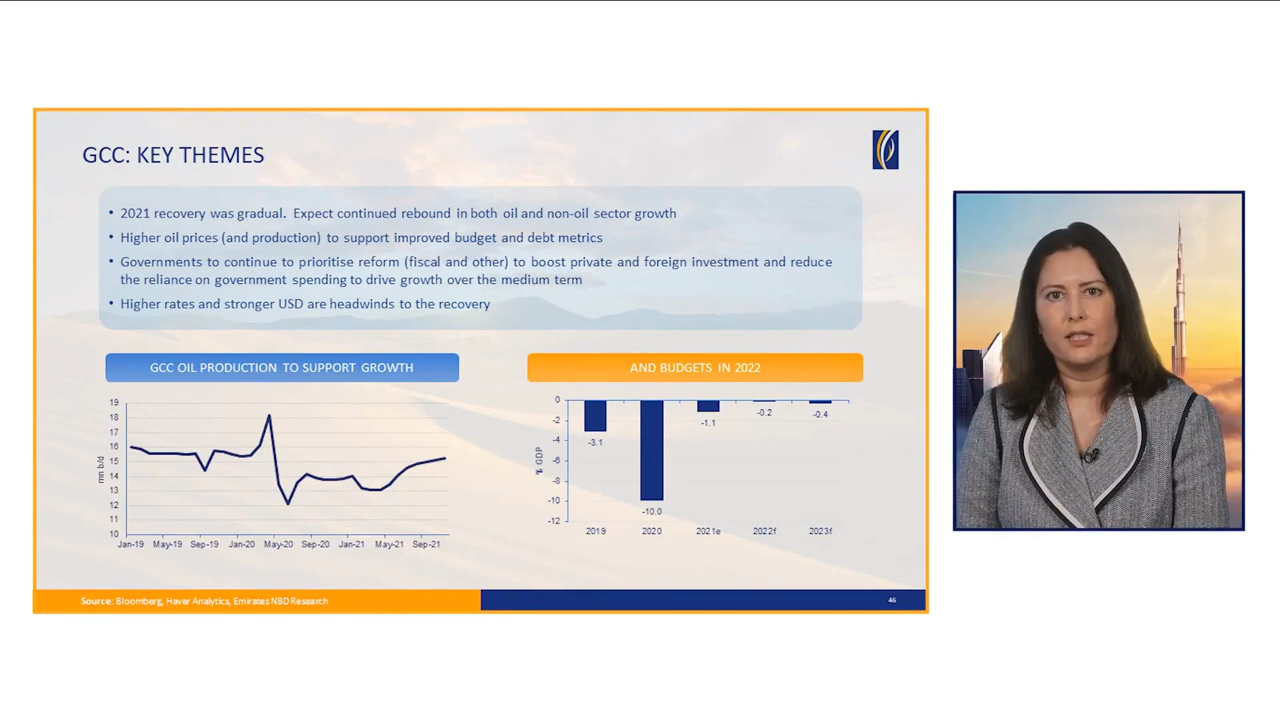 GCC: KEY THEMES
• 2021 recovery was gradual. Expect continued rebound in both oil and non-oil sector growth
• Higher oil prices (and production) to support improved budget and debt metrics
• Governments to continue to prioritise reform (fiscal and other) to boost private and foreign investment and reduce
the reliance on government spending to drive growth over the medium term
• Higher rates and stronger USD are headwinds to the recovery
GCC OIL PRODUCTION TO SUPPORT GROWTH
19
18
17
16
15
14
13
12
11
10
mn b/d
Jan-19 May-19 Sep-19 Jan-20 May-20 Sep-20 Jan-21 May-21 Sep-21
AND BUDGETS IN 2022
0
-2
-4
-6
-8
-10
-12
% GDP
-3.1
-10.0
-1.1
-0.2
-0.4
2019 2020 2021e 2022f 2023f
Source: Bloomberg, Haver Analytics, Emirates NBD Research
46